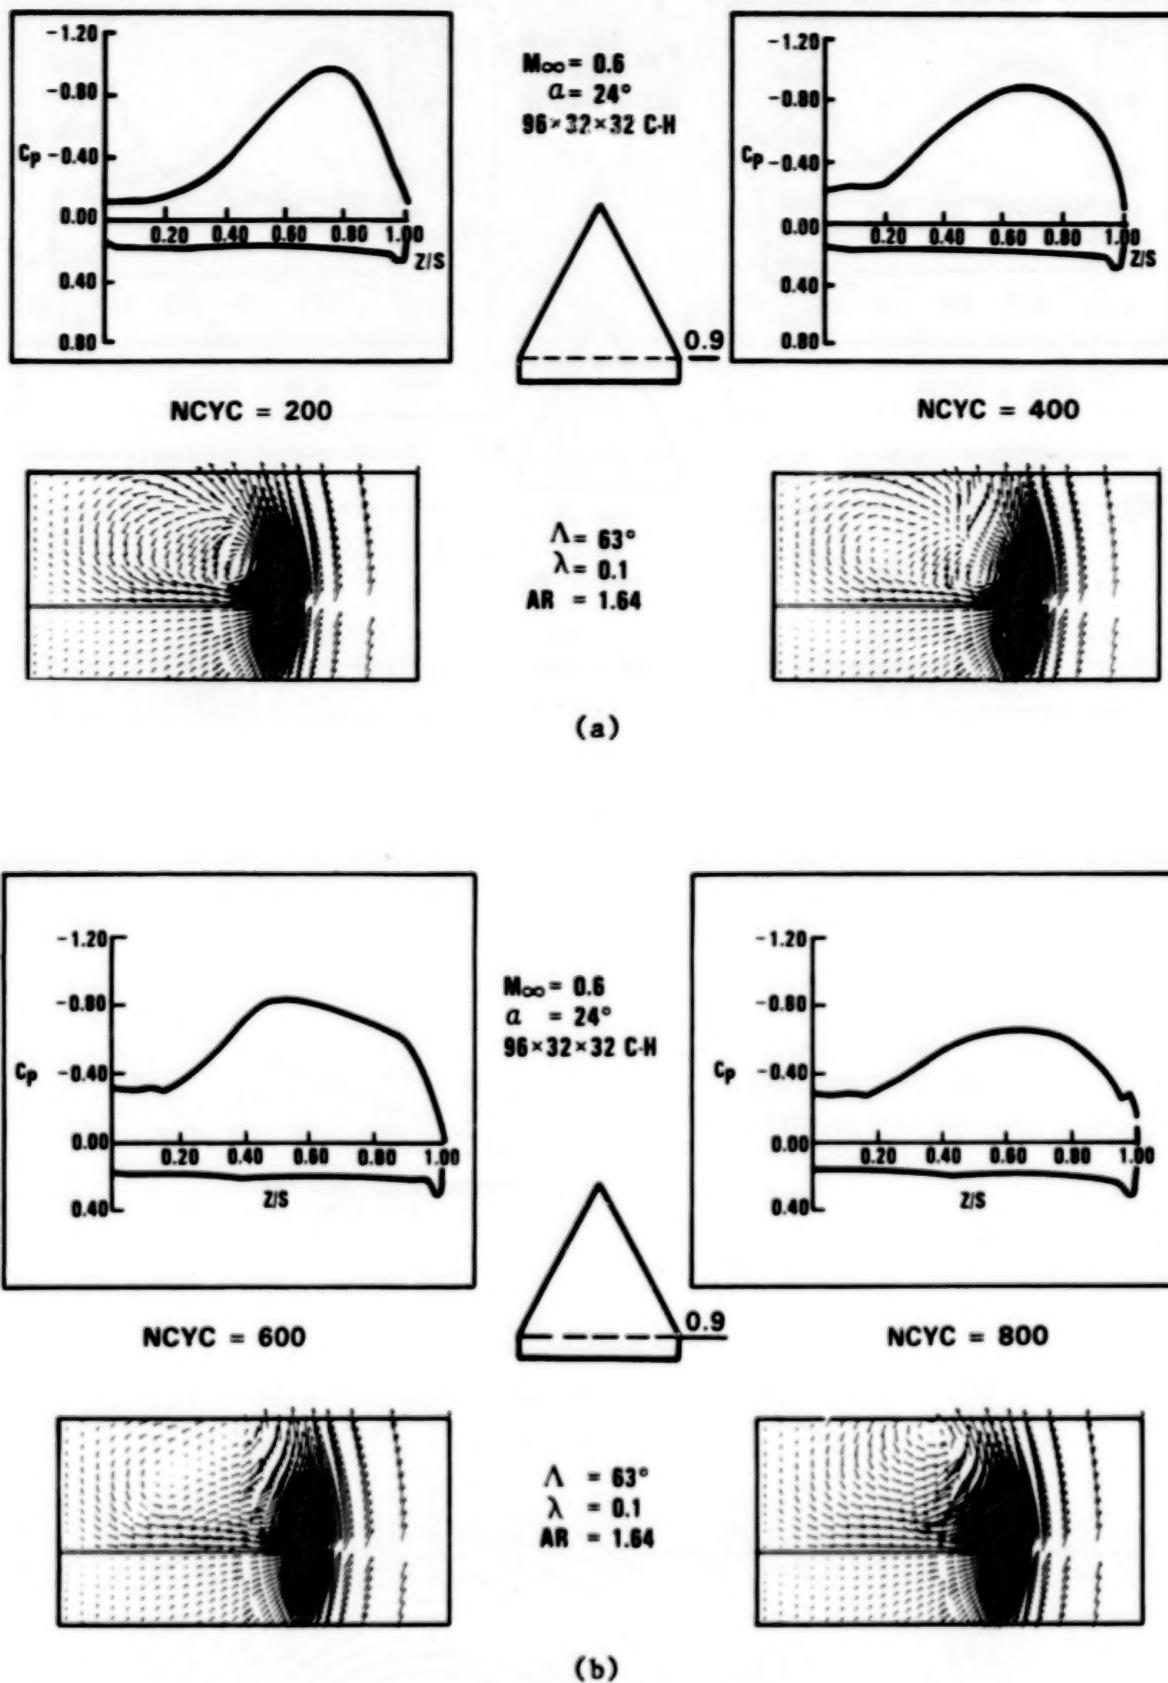 -1.20
-0.80
Cp -0.40
0.00
0.20 0.40 0.60 0.80 1.00
Z/S
0.40
0.80
M∞ = 0.6
α = 24°
96×32×32 C-H
0.9
-1.20
-0.80
Cp -0.40
0.00
0.20 0.40 0.60 0.80 1.00
Z/S
0.40
0.80
NCYC = 200
NCYC = 400
Λ = 63°
λ = 0.1
AR = 1.64
(a)
-1.20
-0.80
Cp -0.40
0.00
0.20 0.40 0.60 0.80 1.00
0.40
Z/S
M∞ = 0.6
α = 24°
96×32×32 C-H
0.9
-1.20
-0.80
Cp -0.40
0.00
0.20 0.40 0.60 0.80 1.00
0.40
Z/S
NCYC = 600
NCYC = 800
Λ = 63°
λ = 0.1
AR = 1.64
(b)